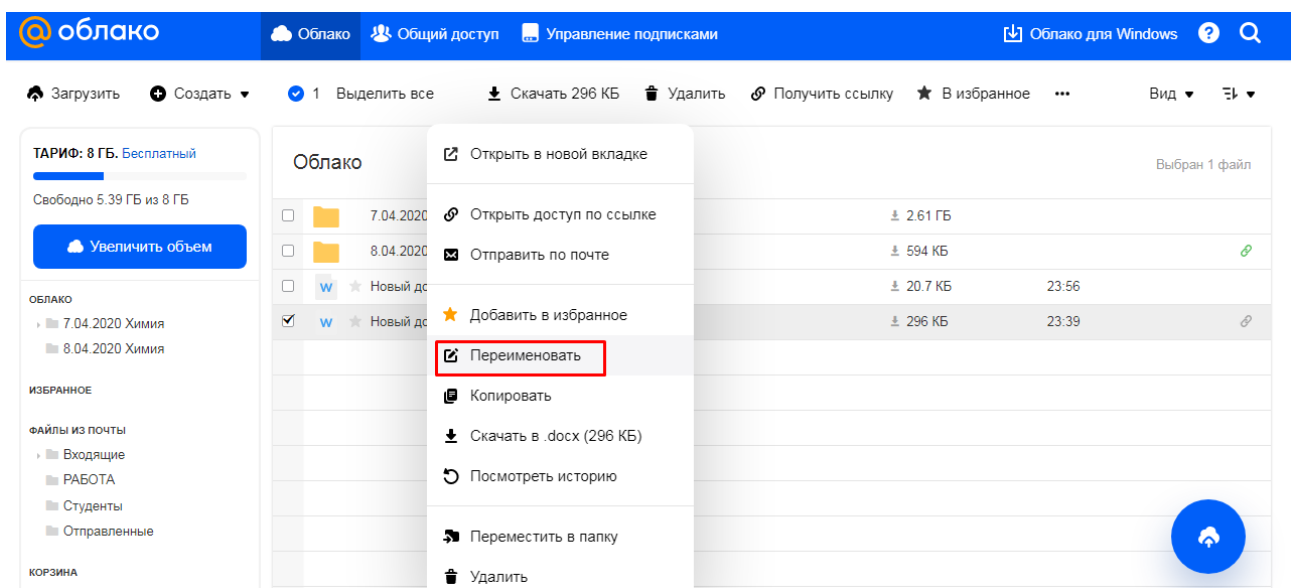 облако Облако Общий доступ Управление подписками Облако для Windows ?
Загрузить Создать 1 Выделить все Скачать 296 КБ Удалить Получить ссылку В избранное ••• Вид
ТАРИФ: 8 ГБ. Бесплатный
Свободно 5.39 ГБ из 8 ГБ
Увеличить объем
ОБЛАКО
7.04.2020 Химия
8.04.2020 Химия
ИЗБРАННОЕ
ФАЙЛЫ ИЗ ПОЧТЫ
Входящие
РАБОТА
Студенты
Отправленные
КОРЗИНА
Облако Выбран 1 файл
7.04.2020 2.61 ГБ
8.04.2020 594 КБ
W Новый 20.7 КБ 23:56
W Новый 296 КБ 23:39
Открыть в новой вкладке
Открыть доступ по ссылке
Отправить по почте
Добавить в избранное
Переименовать
Копировать
Скачать в .docx (296 КБ)
Посмотреть историю
Переместить в папку
Удалить